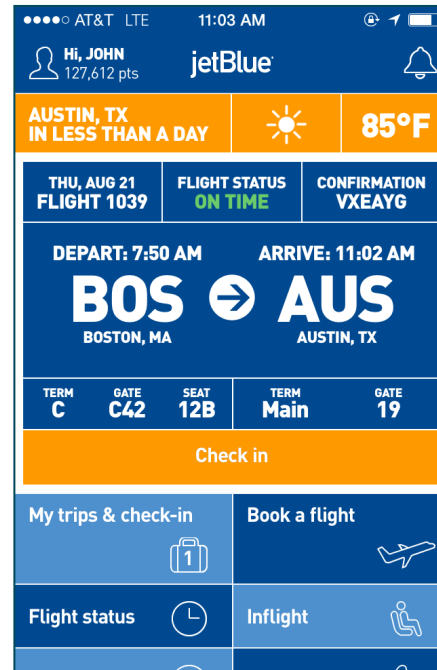 AT&T LTE 11:03 AM
Hi, JOHN
127,612 pts
jetBlue
AUSTIN, TX
IN LESS THAN A DAY
85°F
THU, AUG 21 FLIGHT STATUS CONFIRMATION
FLIGHT 1039 ON TIME VXEAYG
DEPART: 7:50 AM ARRIVE: 11:02 AM
BOS AUS
BOSTON, MA AUSTIN, TX
TERM GATE SEAT TERM GATE
C C42 12B Main 19
Check in
My trips & check-in Book a flight
1
Flight status Inflight